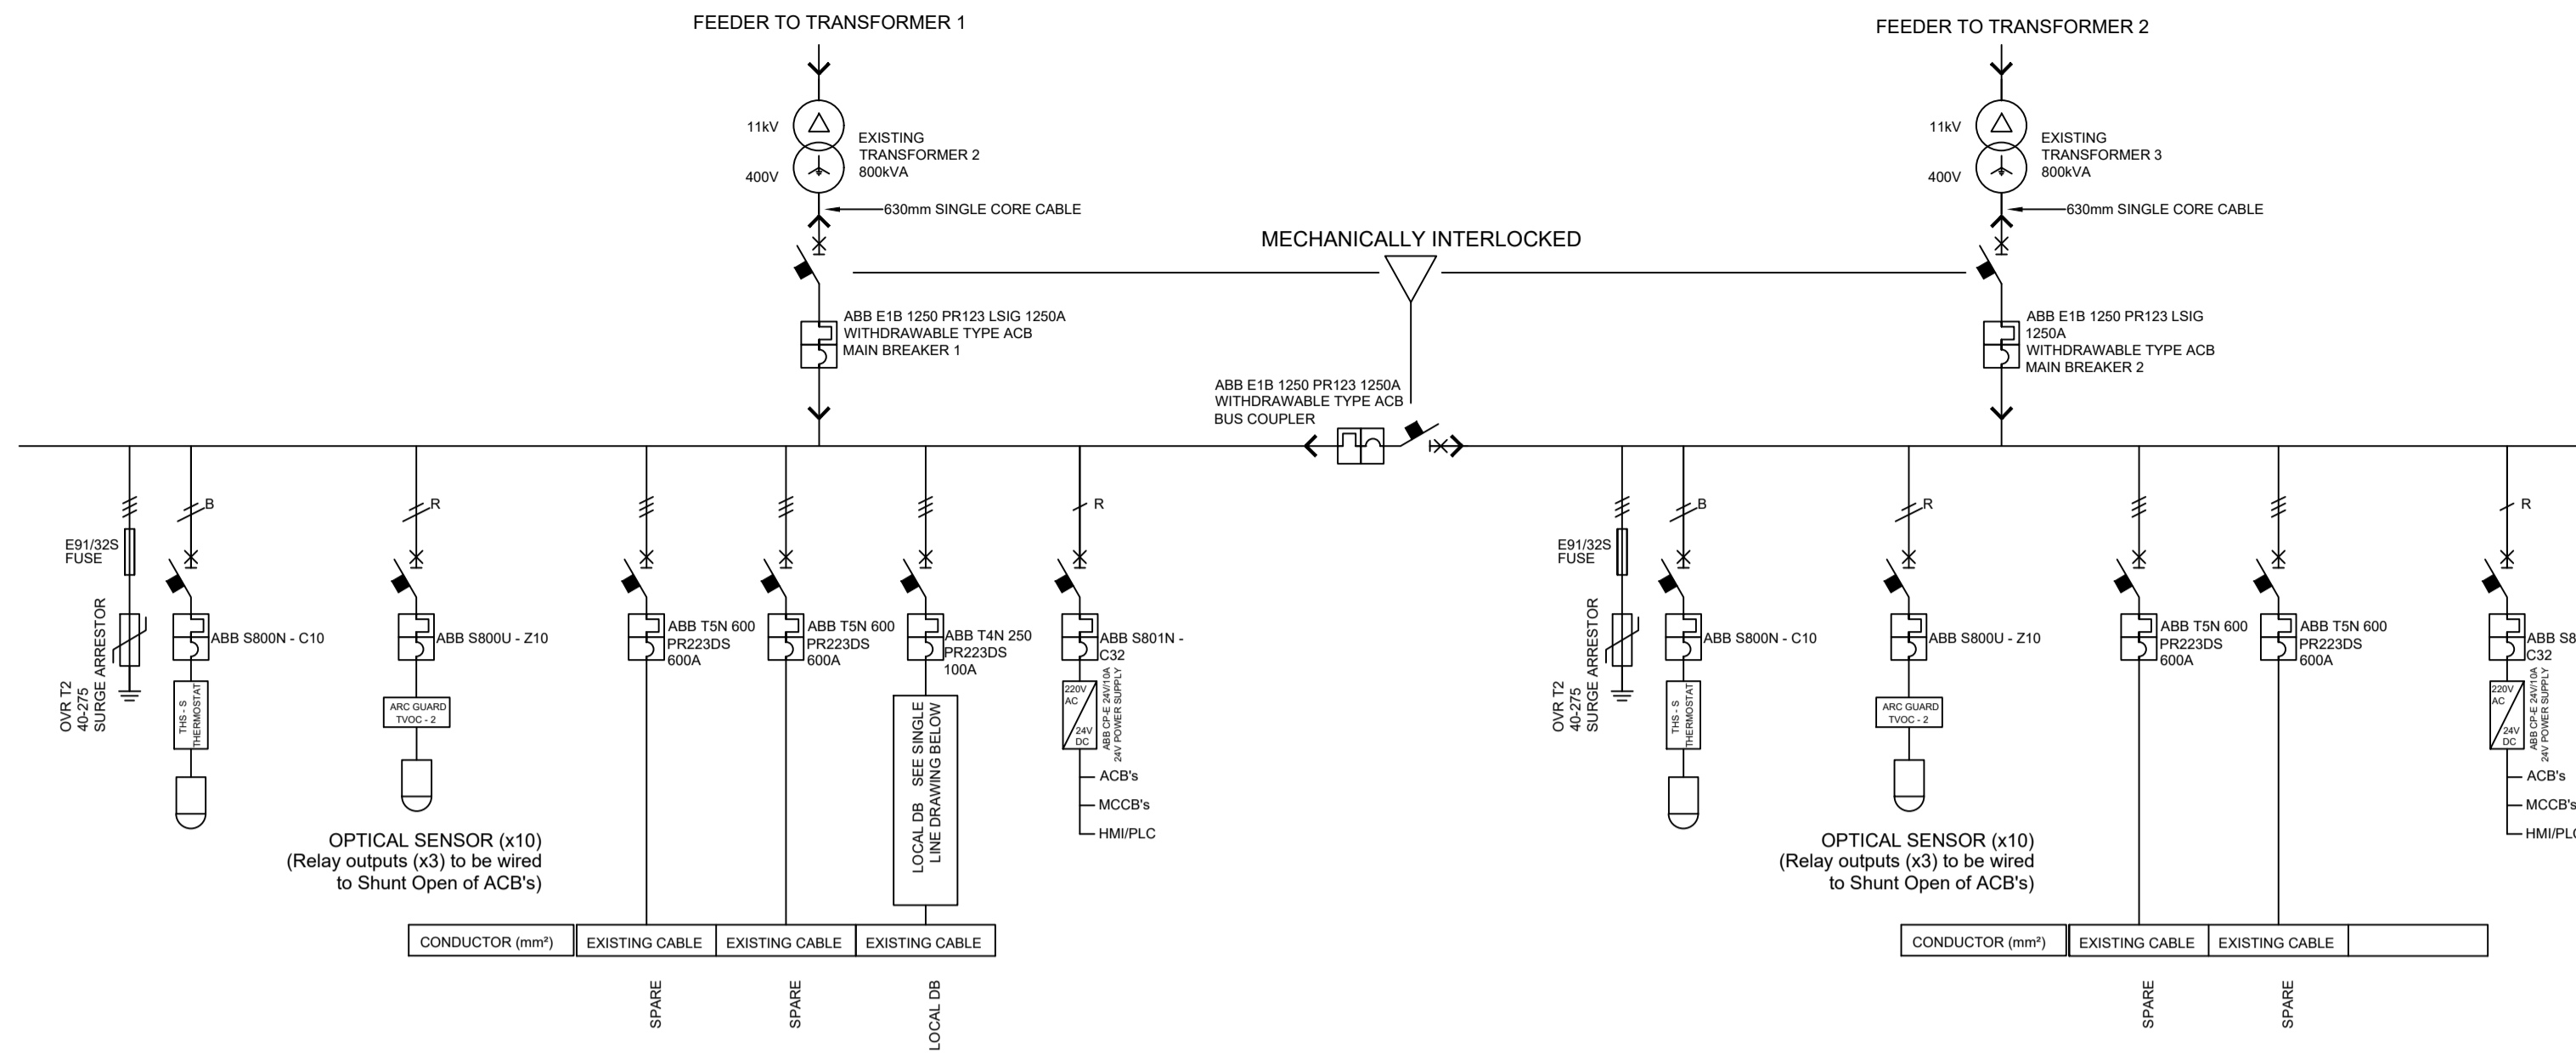 FEEDER TO TRANSFORMER 1
FEEDER TO TRANSFORMER 2
11kV
400V
EXISTING
TRANSFORMER 2
800kVA
630mm SINGLE CORE CABLE
11kV
400V
EXISTING
TRANSFORMER 3
800kVA
630mm SINGLE CORE CABLE
MECHANICALLY INTERLOCKED
ABB E1B 1250 PR123 LSIG 1250A
WITHDRAWABLE TYPE ACB
MAIN BREAKER 1
ABB E1B 1250 PR123 1250A
WITHDRAWABLE TYPE ACB
BUS COUPLER
ABB E1B 1250 PR123 LSIG
1250A
WITHDRAWABLE TYPE ACB
MAIN BREAKER 2
E91/32S
FUSE
OVR T2
40-275
SURGE ARRESTOR
B
ABB S800N - C10
THS - S
THERMOSTAT
R
ABB S800U - Z10
ARC GUARD
TVOC - 2
OPTICAL SENSOR (x10)
(Relay outputs (x3) to be wired
to Shunt Open of ACB's)
ABB T5N 600
PR223DS
600A
ABB T5N 600
PR223DS
600A
ABB T4N 250
PR223DS
100A
LOCAL DB SEE SINGLE
LINE DRAWING BELOW
R
ABB S801N -
C32
220V
AC
24V
DC
ABB CP-E 24V/10A
24V POWER SUPPLY
ACB's
MCCB's
HMI/PLC
CONDUCTOR (mm²)
EXISTING CABLE
EXISTING CABLE
EXISTING CABLE
SPARE
SPARE
LOCAL DB
E91/32S
FUSE
OVR T2
40-275
SURGE ARRESTOR
B
ABB S800N - C10
THS - S
THERMOSTAT
R
ABB S800U - Z10
ARC GUARD
TVOC - 2
OPTICAL SENSOR (x10)
(Relay outputs (x3) to be wired
to Shunt Open of ACB's)
ABB T5N 600
PR223DS
600A
ABB T5N 600
PR223DS
600A
R
ABB S8
C32
220V
AC
24V
DC
ABB CP-E 24V/10A
24V POWER SUPPLY
ACB's
MCCB's
HMI/PLC
CONDUCTOR (mm²)
EXISTING CABLE
EXISTING CABLE
SPARE
SPARE